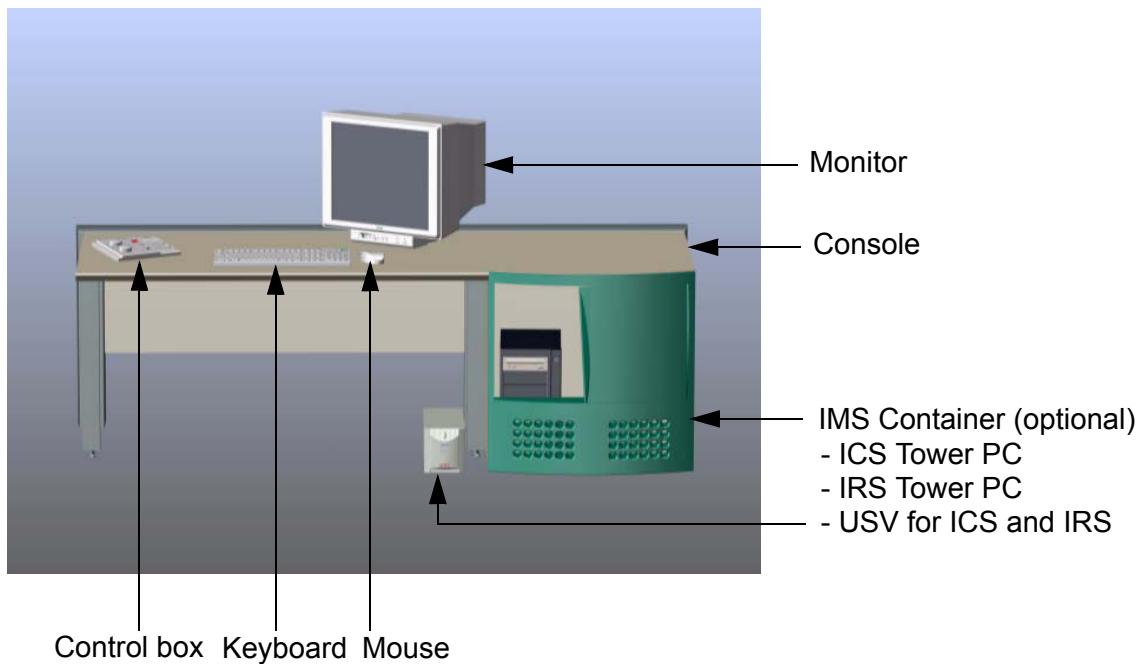 Monitor
Console
IMS Container (optional)
- ICS Tower PC
- IRS Tower PC
- USV for ICS and IRS
Control box Keyboard Mouse